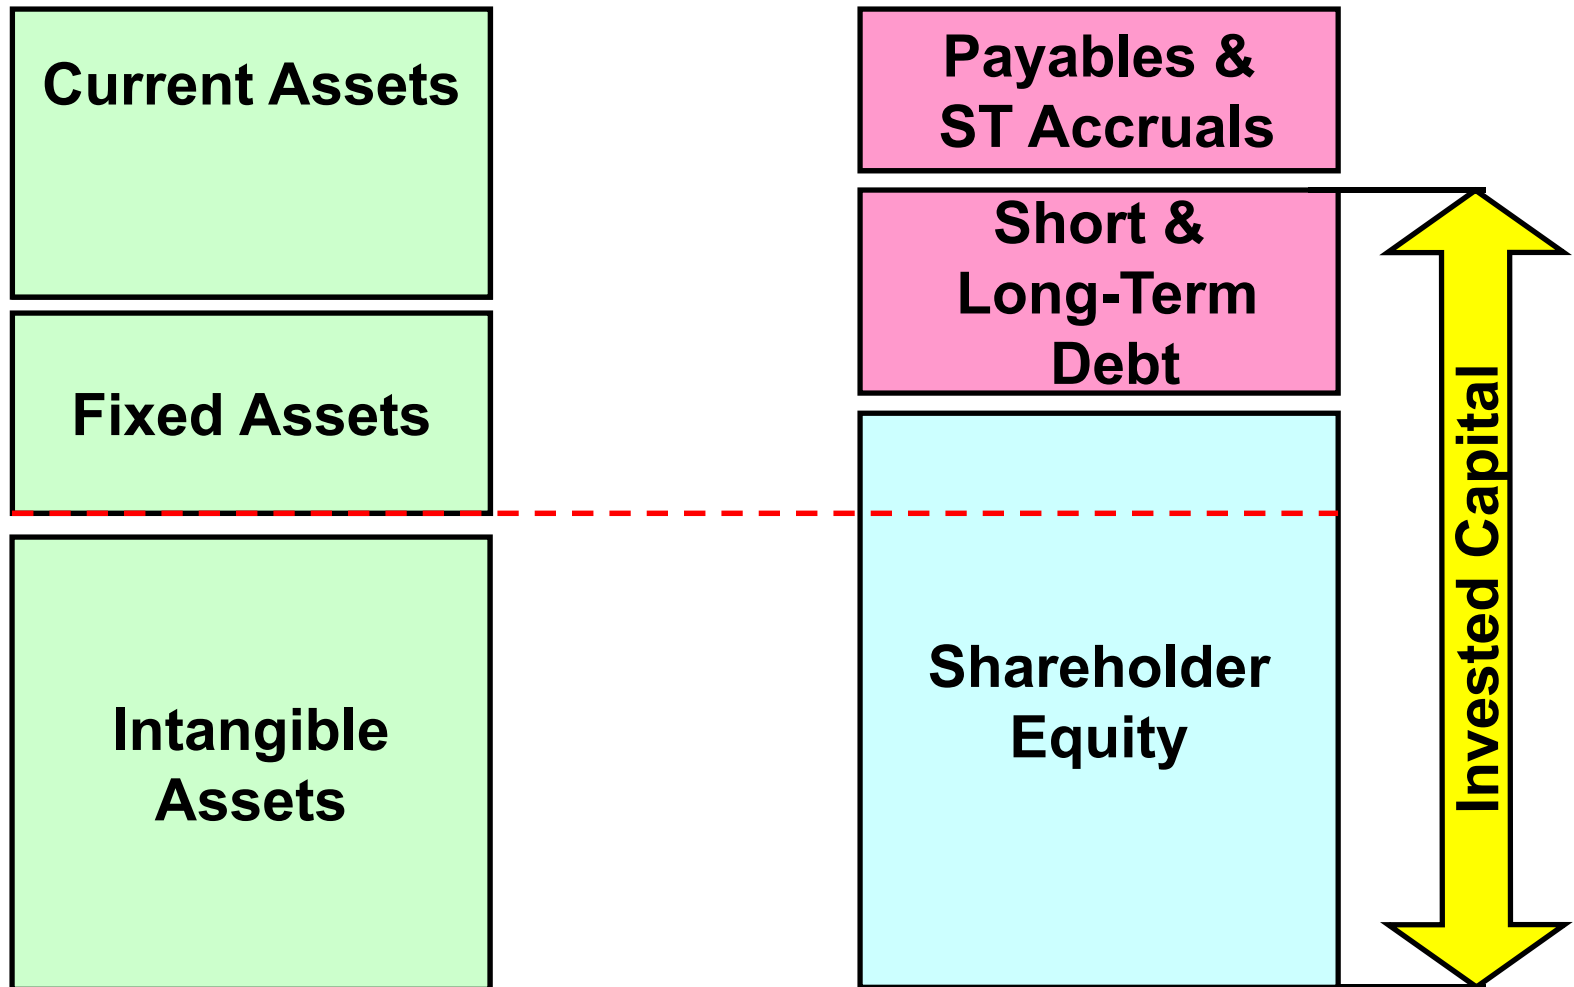 Current Assets
Fixed Assets
Intangible
Assets
Payables &
ST Accruals
Short &
Long-Term
Debt
Shareholder
Equity
Invested Capital